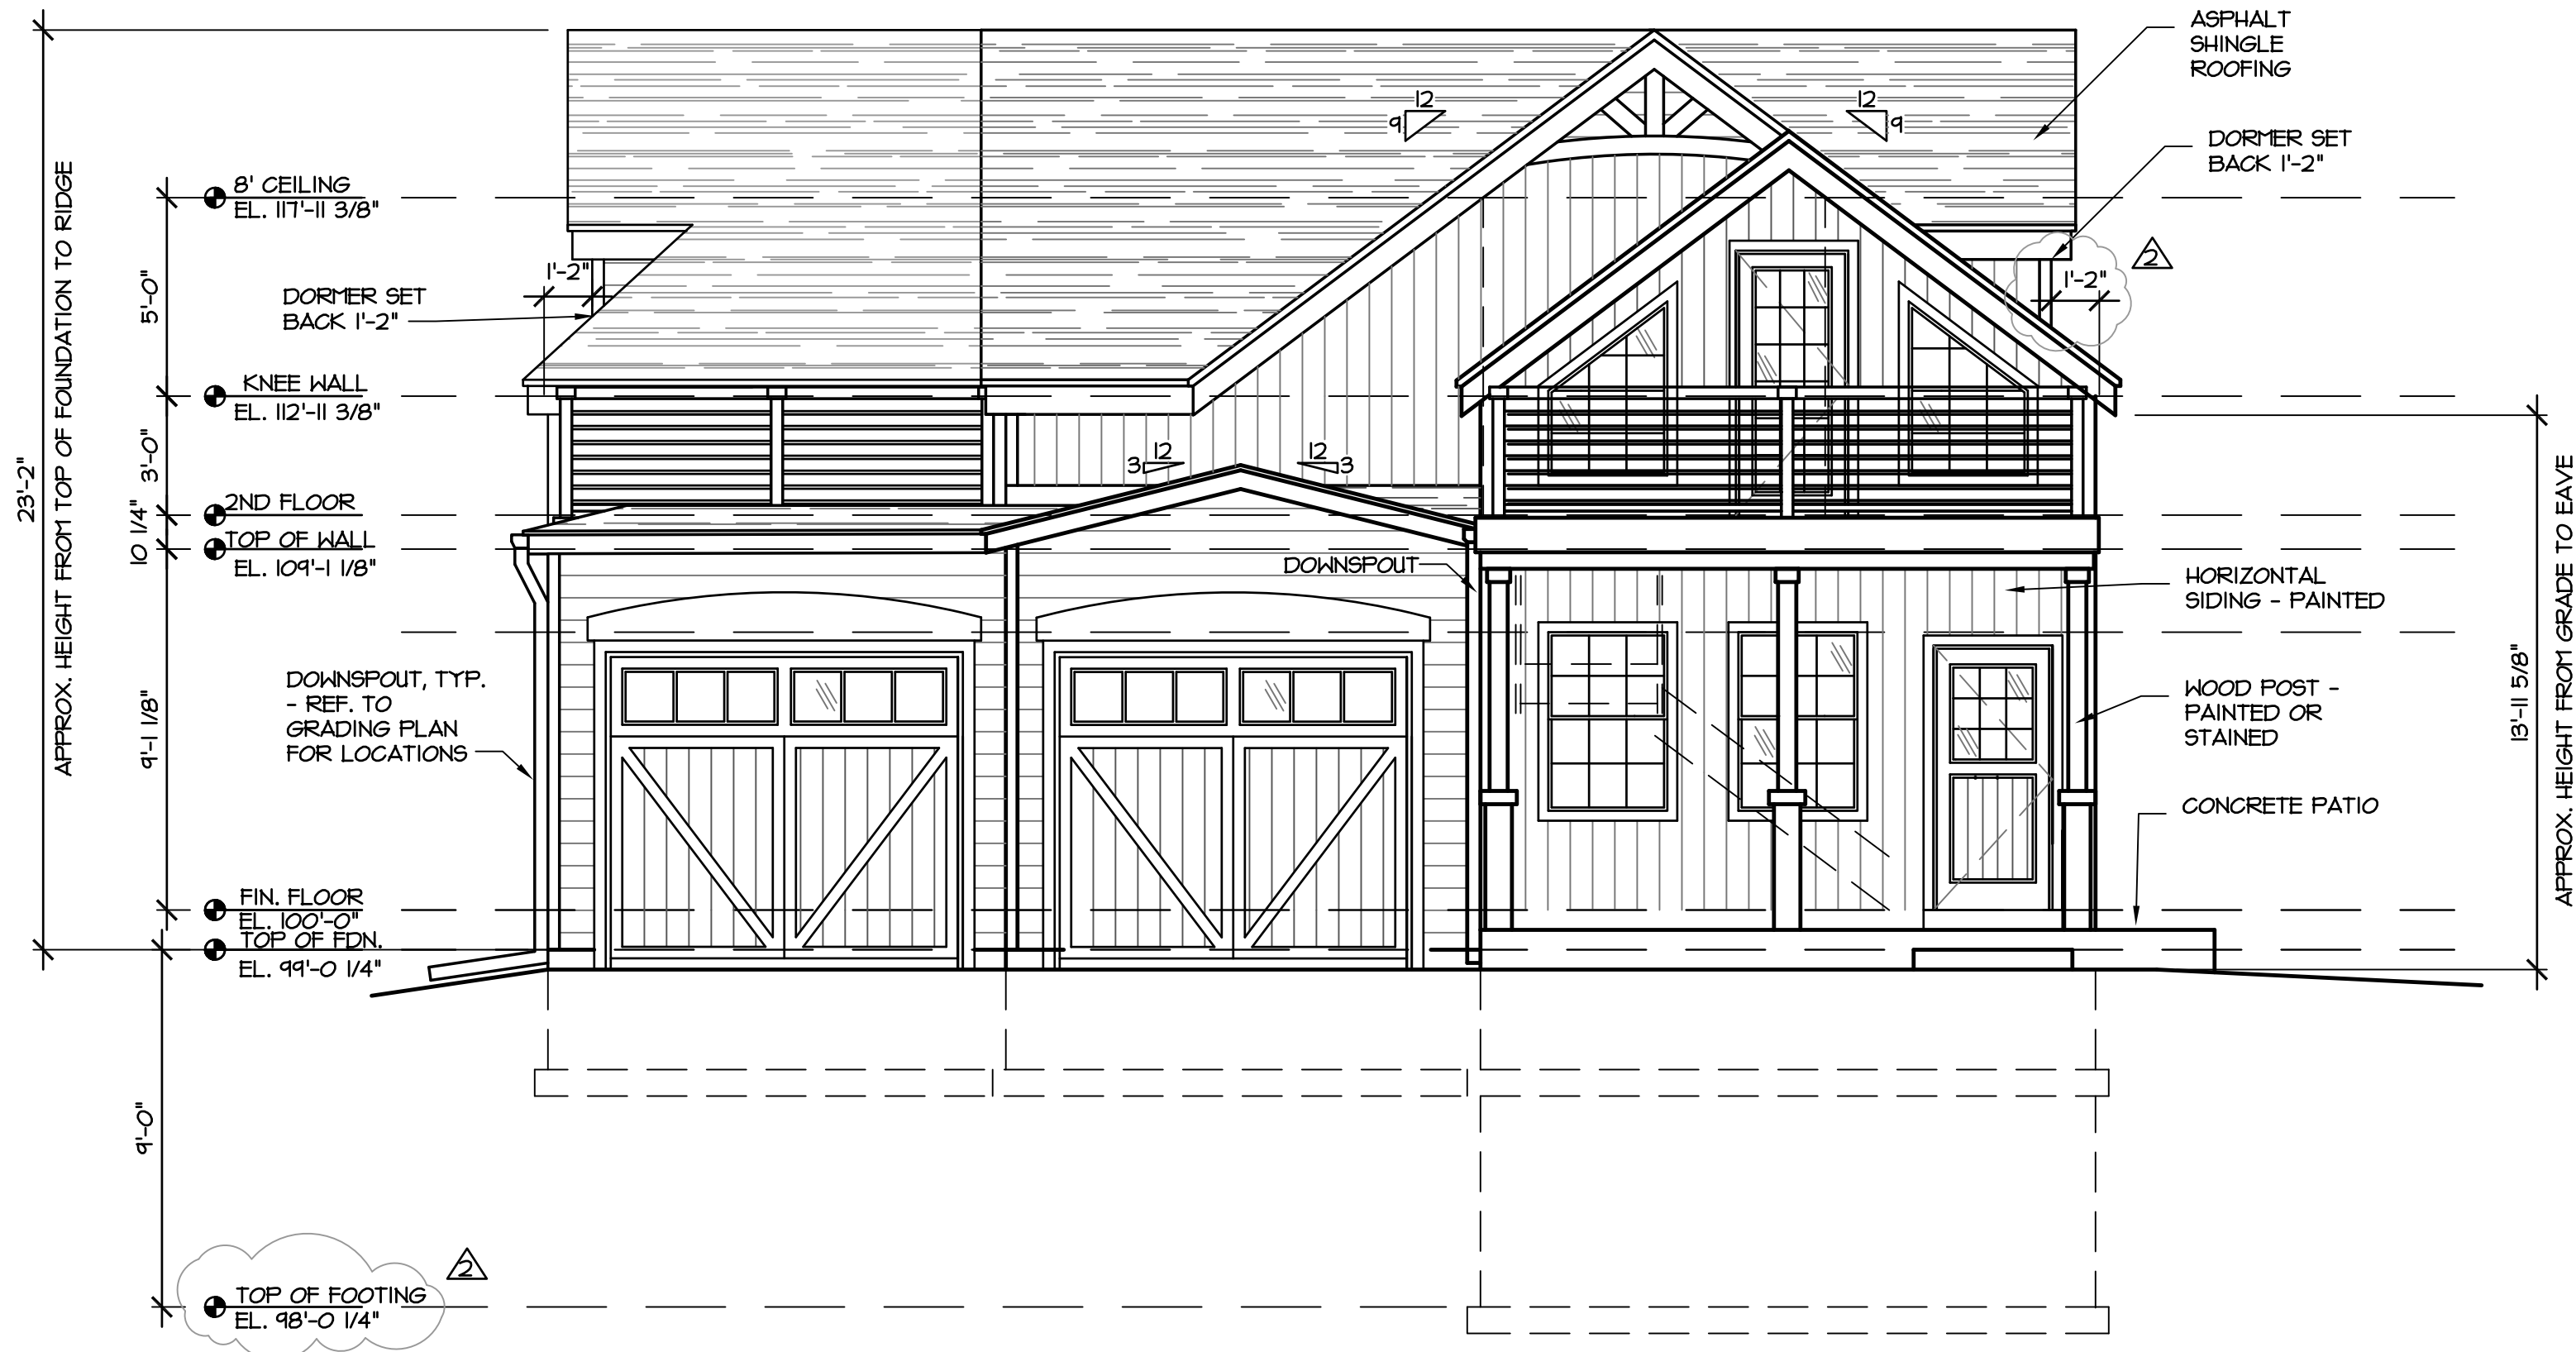 ASPHALT
SHINGLE
ROOFING
12
9
12
9
DORMER SET
BACK 1'-2"
8' CEILING
EL. 117'-11 3/8"
2
1'-2"
1'-2"
DORMER SET
BACK 1'-2"
5'-0"
KNEE WALL
EL. 112'-11 3/8"
APPROX. HEIGHT FROM TOP OF FOUNDATION TO RIDGE
23'-2"
3'-0"
12
3
12
3
2ND FLOOR
10 1/4"
TOP OF WALL
EL. 109'-1 1/8"
DOWNSPOUT
HORIZONTAL
SIDING - PAINTED
DOWNSPOUT, TYP.
- REF. TO
GRADING PLAN
FOR LOCATIONS
9'-1 1/8"
WOOD POST -
PAINTED OR
STAINED
13'-11 5/8"
APPROX. HEIGHT FROM GRADE TO EAVE
CONCRETE PATIO
FIN. FLOOR
EL. 100'-0"
TOP OF FDN.
EL. 99'-0 1/4"
9'-0"
2
TOP OF FOOTING
EL. 98'-0 1/4"